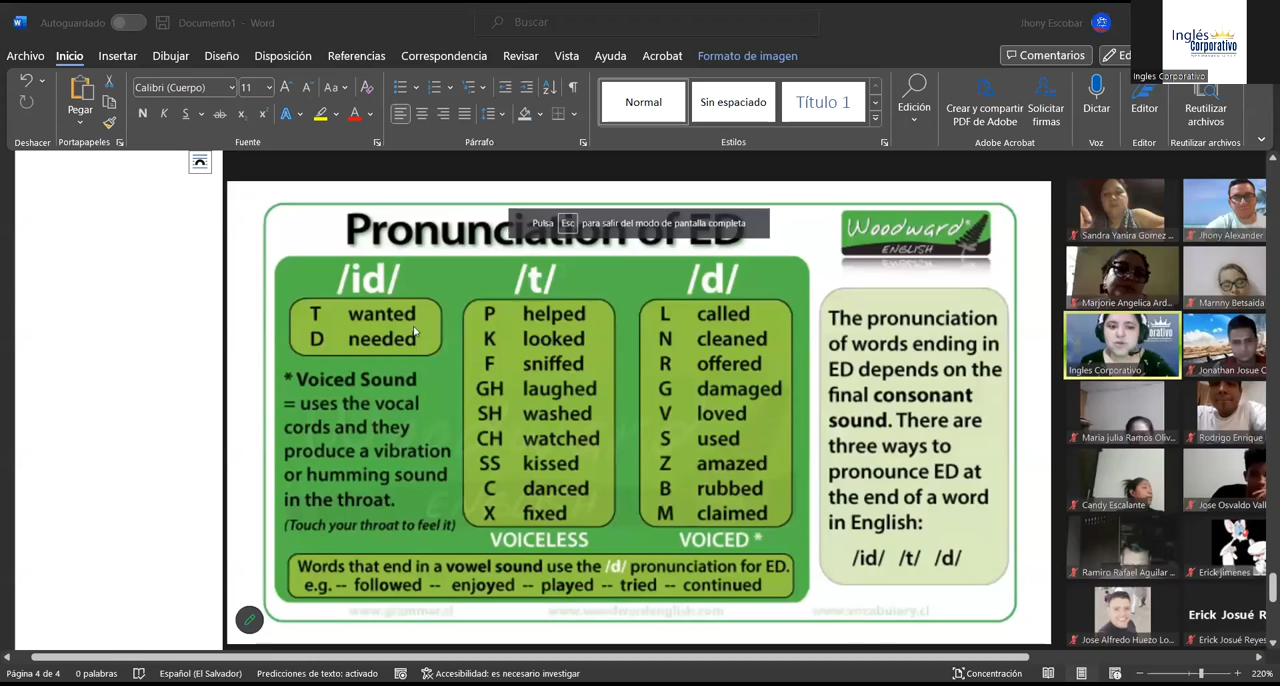 Autoguardado
Documento1 - Word
Buscar
Jhony Escobar
Inglés
Corporativo
Ingles Corporativo
Archivo Inicio Insertar Dibujar Diseño Disposición Referencias Correspondencia Revisar Vista Ayuda Acrobat Formato de imagen
Comentarios
Pegar
Calibri (Cuerpo) 11
N K S
Normal
Sin espaciado
Título 1
Edición
Crear y compartir PDF de Adobe
Solicitar firmas
Dictar
Editor
Reutilizar archivos
Deshacer Portapapeles Fuente Párrafo Estilos Adobe Acrobat Voz Editor Reutilizar archivos
Pulsa Esc para salir del modo de pantalla completa
Pronunciation of ED
Woodward
ENGLISH
/id/
T wanted
D needed
* Voiced Sound
= uses the vocal
cords and they
produce a vibration
or humming sound
in the throat.
(Touch your throat to feel it)
/t/
P helped
K looked
F sniffed
GH laughed
SH washed
CH watched
SS kissed
C danced
X fixed
VOICELESS
/d/
L called
N cleaned
R offered
G damaged
V loved
S used
Z amazed
B rubbed
M claimed
VOICED *
Words that end in a vowel sound use the /d/ pronunciation for ED.
e.g. -- followed -- enjoyed -- played -- tried -- continued
The pronunciation
of words ending in
ED depends on the
final consonant
sound. There are
three ways to
pronounce ED at
the end of a word
in English:
/id/ /t/ /d/
www.grammar.cl
www.woodwardenglish.com
www.vocabulary.cl
Sandra Yanira Gomez ...
Jhony Alexander
Marjorie Angelica Ard...
Marnny Betsaida
Ingles Corporativo
Jonathan Josue C
Maria julia Ramos Oliv...
Rodrigo Enrique
Candy Escalante
Jose Osvaldo Val
Ramiro Rafael Aguilar ...
Erick Jimenes
Jose Alfredo Huezo Lo...
Erick Josué R
Erick Josué Reyes
Página 4 de 4 0 palabras Español (El Salvador) Predicciones de texto: activado Accesibilidad: es necesario investigar Concentración 220%